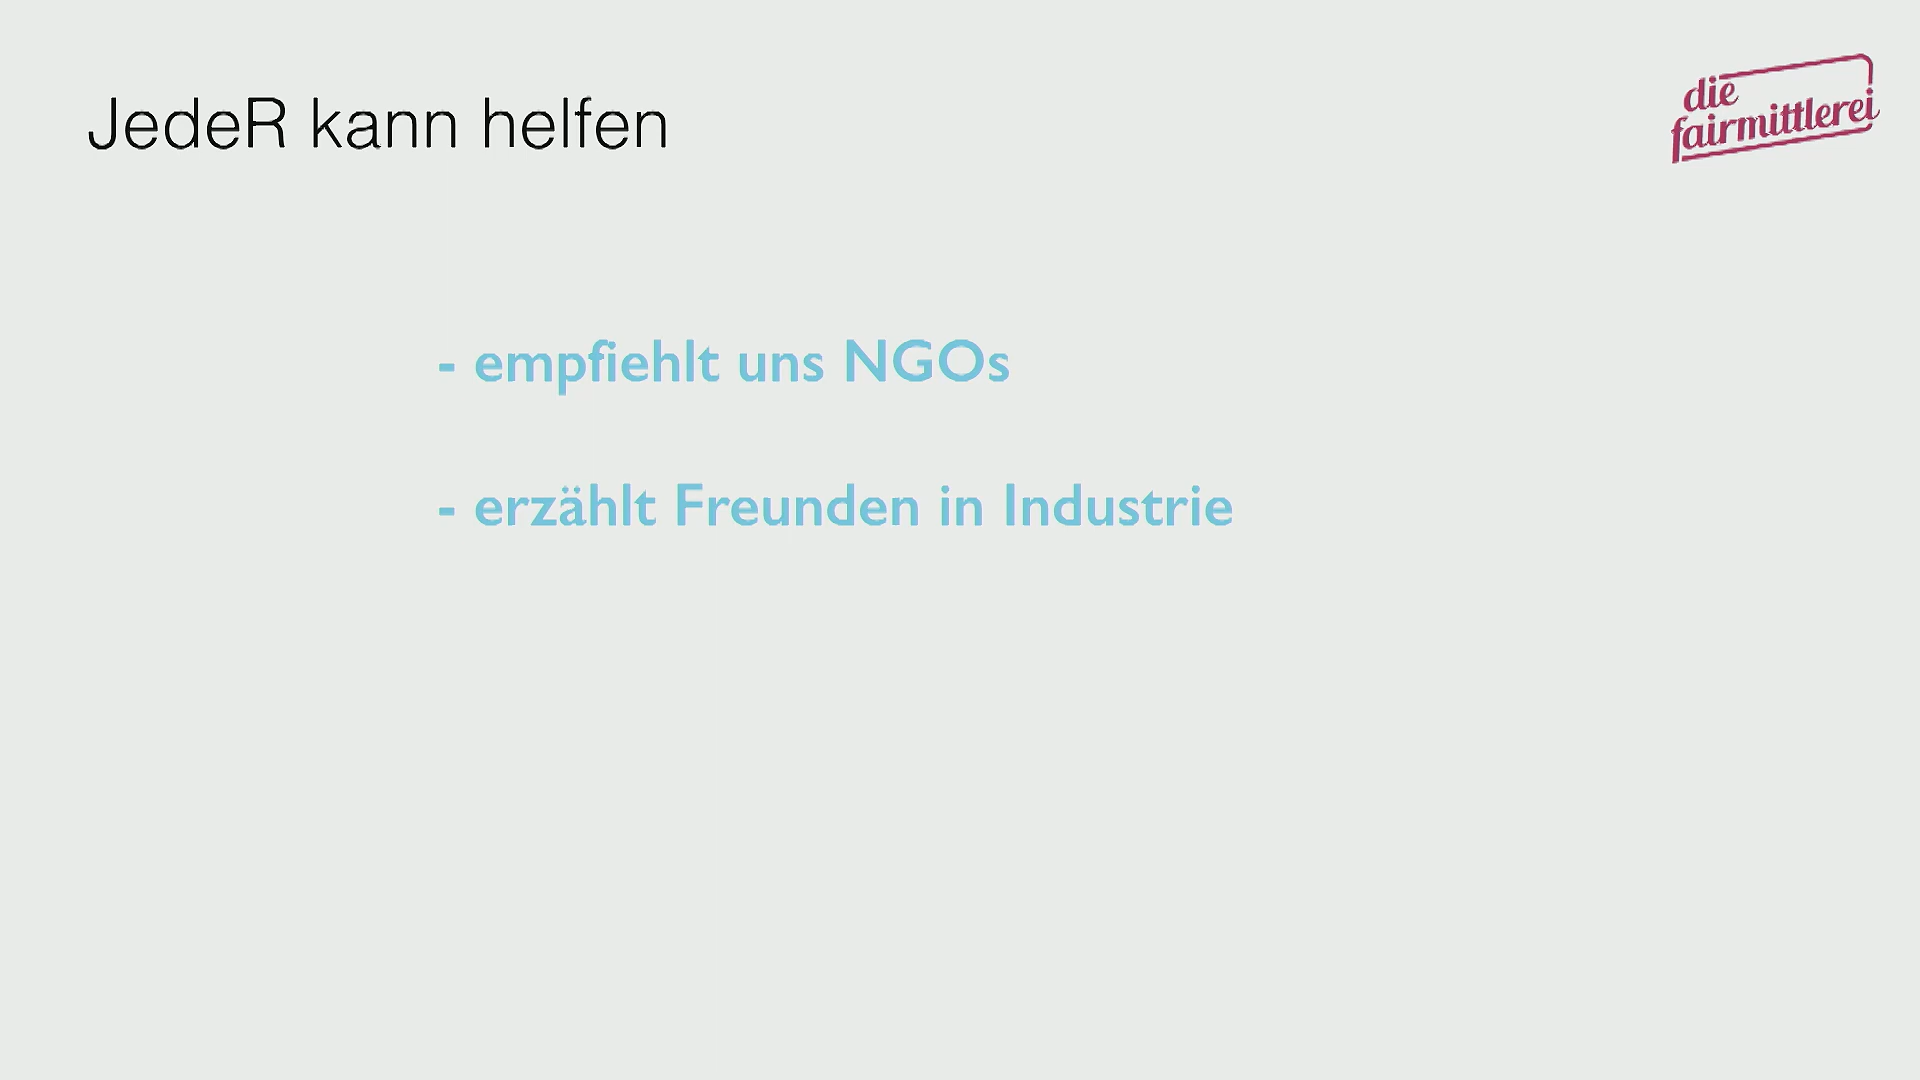 JedeR kann helfen
die
fairmittlerei
- empfiehlt uns NGOs
- erzählt Freunden in Industrie